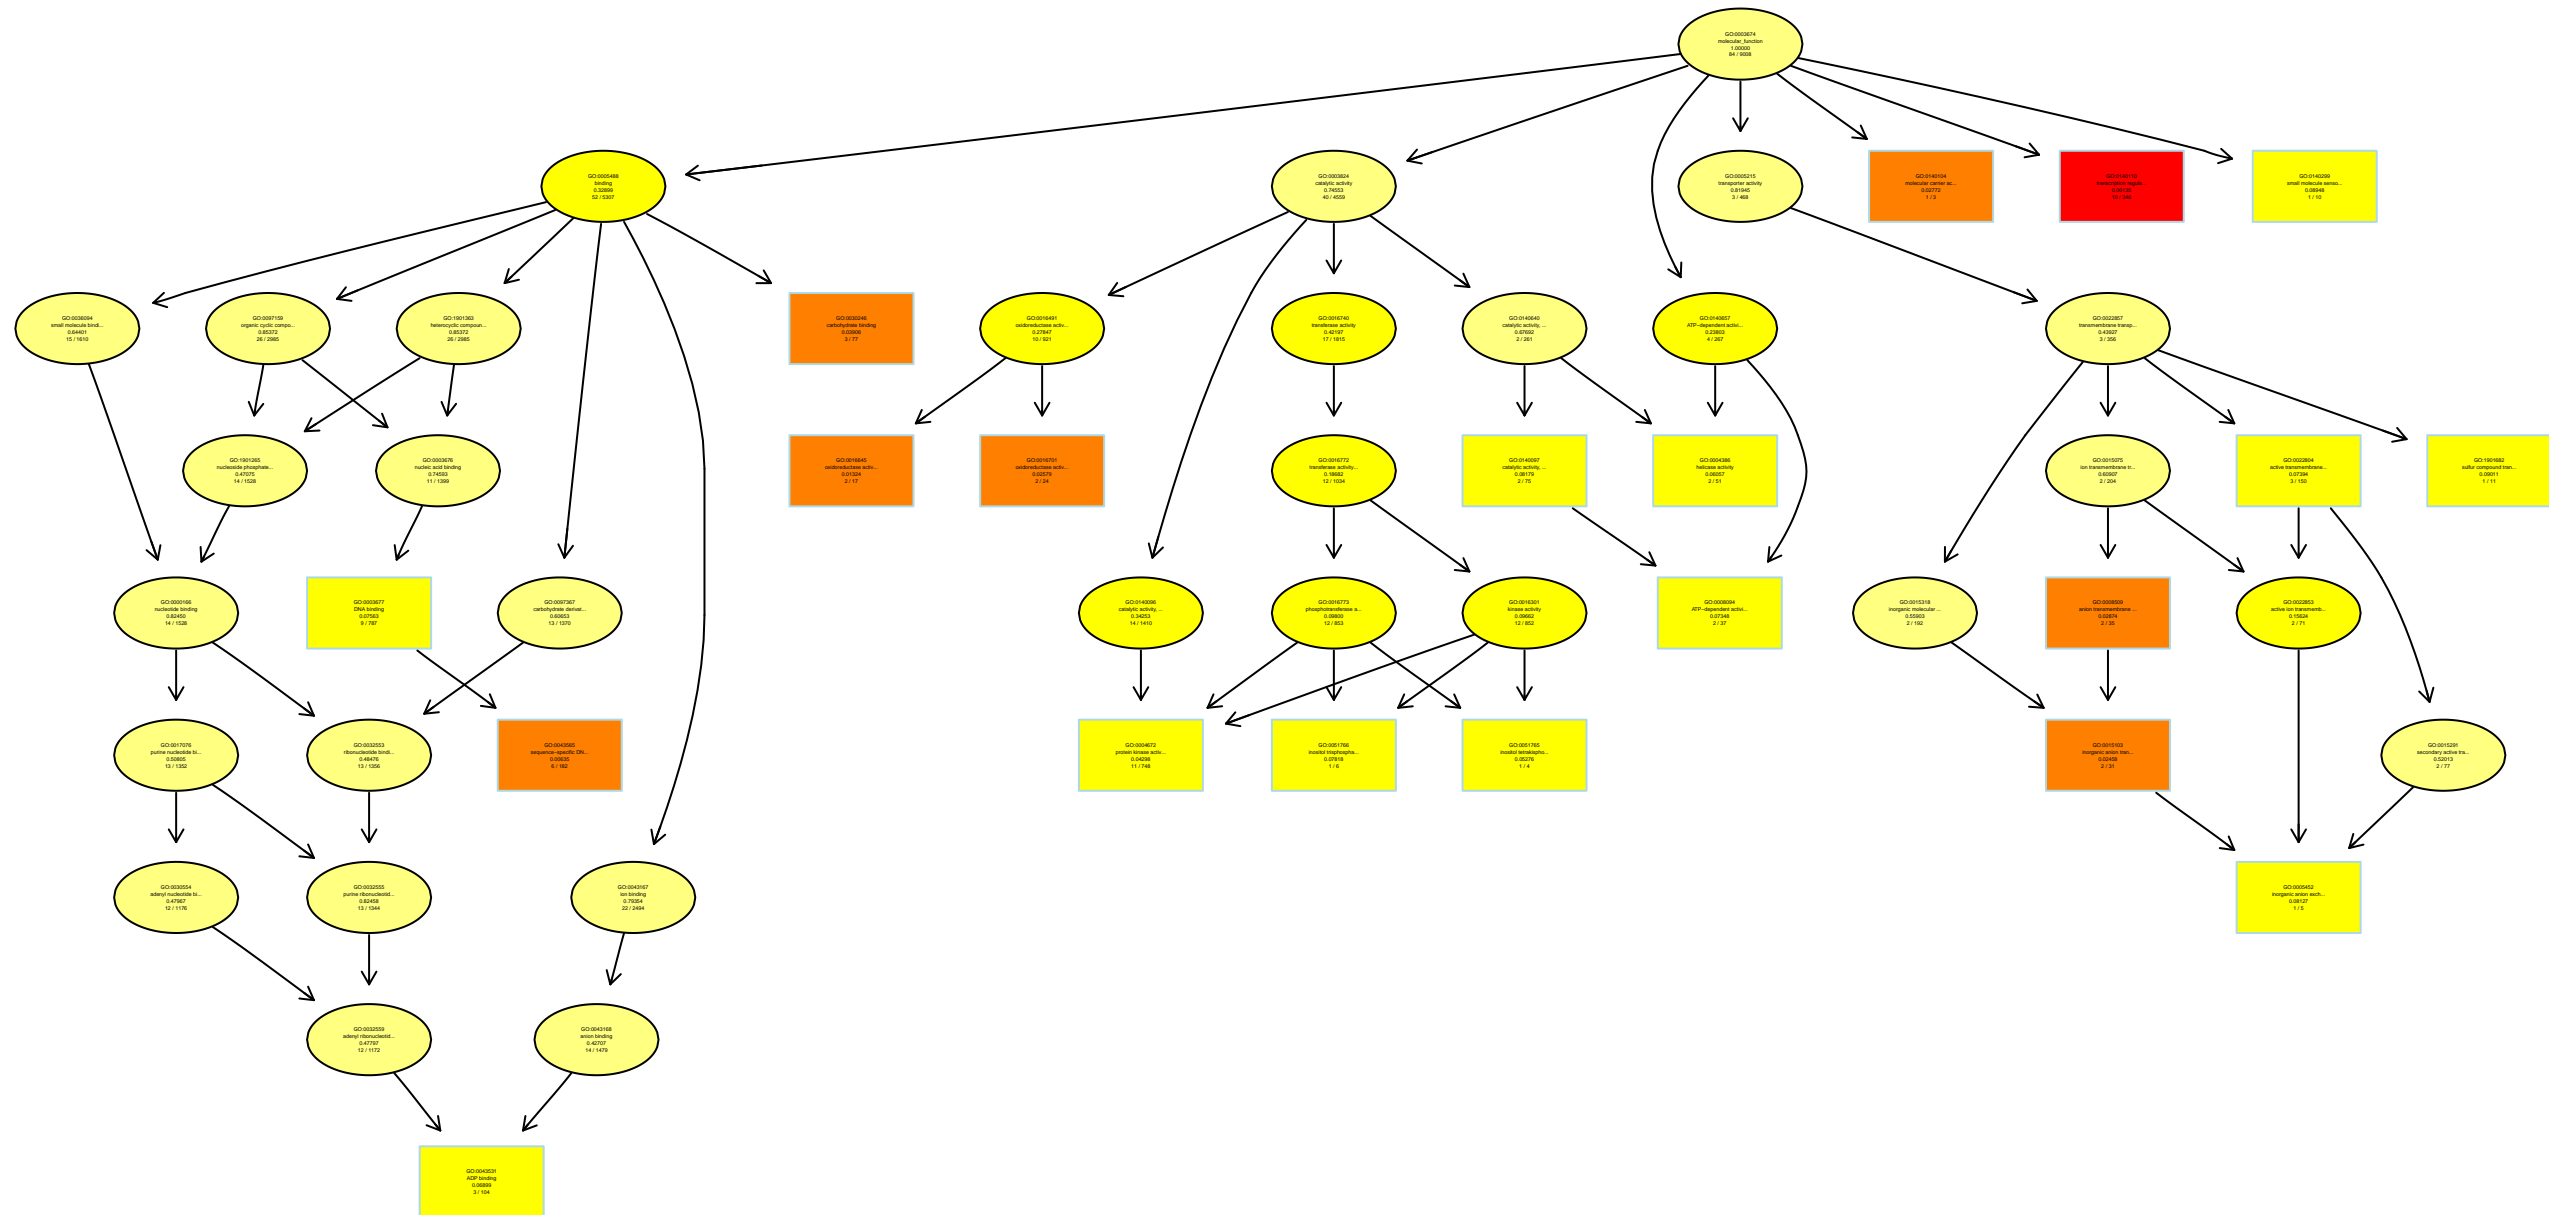 GO:0003674
molecular_function
1.00000
84 / 9008
GO:0005488
binding
0.32899
52 / 5307
GO:0003824
catalytic activity
0.74553
40 / 4559
GO:0005215
transporter activity
0.81945
3 / 468
GO:0140104
molecular carrier ac...
0.02772
1 / 3
GO:0140110
transcription regula...
GO:0140299
small molecule senso...
0.08948
1 / 10
GO:0036094
small molecule bindi...
0.64401
15 / 1610
GO:0097159
organic cyclic compo...
0.85372
26 / 2985
GO:1901363
heterocyclic compoun...
0.85372
26 / 2985
GO:0030246
carbohydrate binding
3 / 77
GO:0016491
oxidoreductase activ...
0.27847
10 / 921
GO:0016740
transferase activity
0.42197
17 / 1815
GO:0140640
catalytic activity, ...
0.67692
2 / 261
GO:0140657
ATP-dependent activi...
0.23803
4 / 267
GO:0022857
transmembrane transp...
0.43927
3 / 356
GO:1901265
nucleoside phosphate...
0.47075
14 / 1528
GO:0003676
nucleic acid binding
0.74593
11 / 1399
GO:0016645
oxidoreductase activ...
0.01324
2 / 17
GO:0016701
oxidoreductase activ...
0.02579
2 / 24
GO:0016772
transferase activity...
0.18682
12 / 1034
GO:0140097
catalytic activity, ...
0.08179
2 / 75
GO:0004386
helicase activity
0.06057
2 / 51
GO:0015075
ion transmembrane tr...
0.60907
2 / 204
GO:0022804
active transmembrane...
0.07394
3 / 150
GO:1901682
sulfur compound tran...
0.09011
1 / 11
GO:0000166
nucleotide binding
0.82450
14 / 1528
GO:0003677
DNA binding
0.07563
9 / 787
GO:0097367
carbohydrate derivat...
0.60653
13 / 1370
GO:0140096
catalytic activity, ...
0.34253
14 / 1410
GO:0016773
phosphotransferase a...
0.09800
12 / 853
GO:0016301
kinase activity
0.09662
12 / 852
GO:0008094
ATP-dependent activi...
0.07348
2 / 37
GO:0015318
inorganic molecular ...
0.55903
2 / 192
GO:0008509
anion transmembrane ...
0.02874
2 / 35
GO:0022853
active ion transmemb...
0.15624
2 / 71
GO:0017076
purine nucleotide bi...
0.50805
13 / 1352
GO:0032553
ribonucleotide bindi...
0.48476
13 / 1356
GO:0043565
sequence-specific DN...
0.00635
6 / 182
GO:0004672
protein kinase activ...
0.04298
11 / 748
GO:0051766
inositol trisphospha...
0.07818
1 / 6
GO:0051765
inositol tetrakispho...
0.05276
1 / 4
GO:0015103
inorganic anion tran...
0.02458
2 / 31
GO:0015291
secondary active tra...
0.52013
2 / 77
GO:0030554
adenyl nucleotide bi...
0.47967
12 / 1176
GO:0032555
purine ribonucleotid...
0.82458
13 / 1344
GO:0043167
ion binding
0.79354
22 / 2494
GO:0005452
inorganic anion exch...
0.08127
1 / 5
GO:0032559
adenyl ribonucleotid...
0.47797
12 / 1172
GO:0043168
anion binding
0.42707
14 / 1479
GO:0043531
ADP binding
0.06899
3 / 104